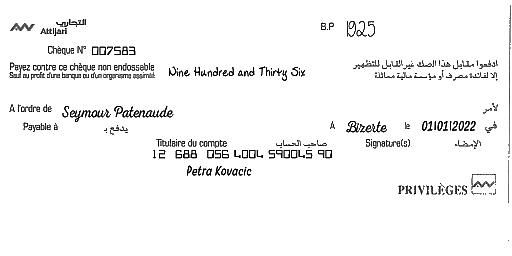 التجاري
Attijari
B.P 1925
Chèque N° 007583
Payez contre ce chèque non endossable
Sauf au profit d'une banque ou d'un organisme assimilé
Nine Hundred and Thirty Six
ادفعوا مقابل هذا الصك غير القابل للتظهير
إلا لفائدة مصرف أو مؤسسة مالية مماثلة
A l'ordre de Seymour Patenaude
لأمر
Payable à يدفع بـ
A Bizerte le 01/01/2022 في
Titulaire du compte صاحب الحساب
Signature(s) الإمضاء
12 688 056 4004 590045 90
Petra Kovacic
PRIVILÈGES